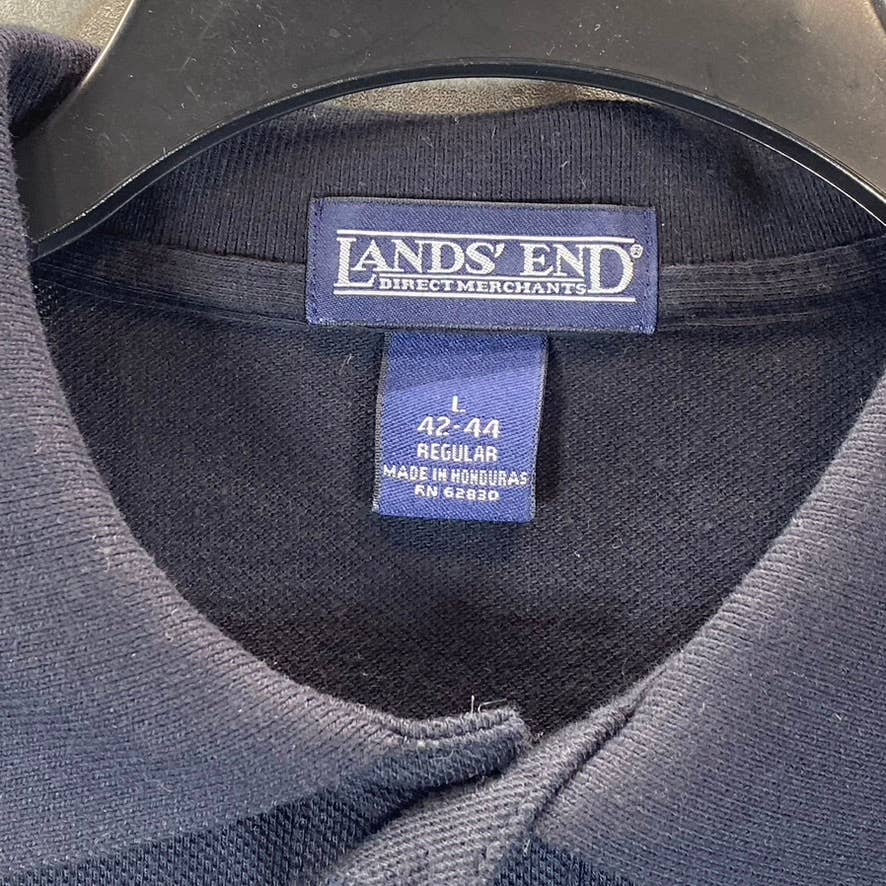 LANDS' END®
DIRECT MERCHANTS
L
42-44
REGULAR
MADE IN HONDURAS
RN 62830